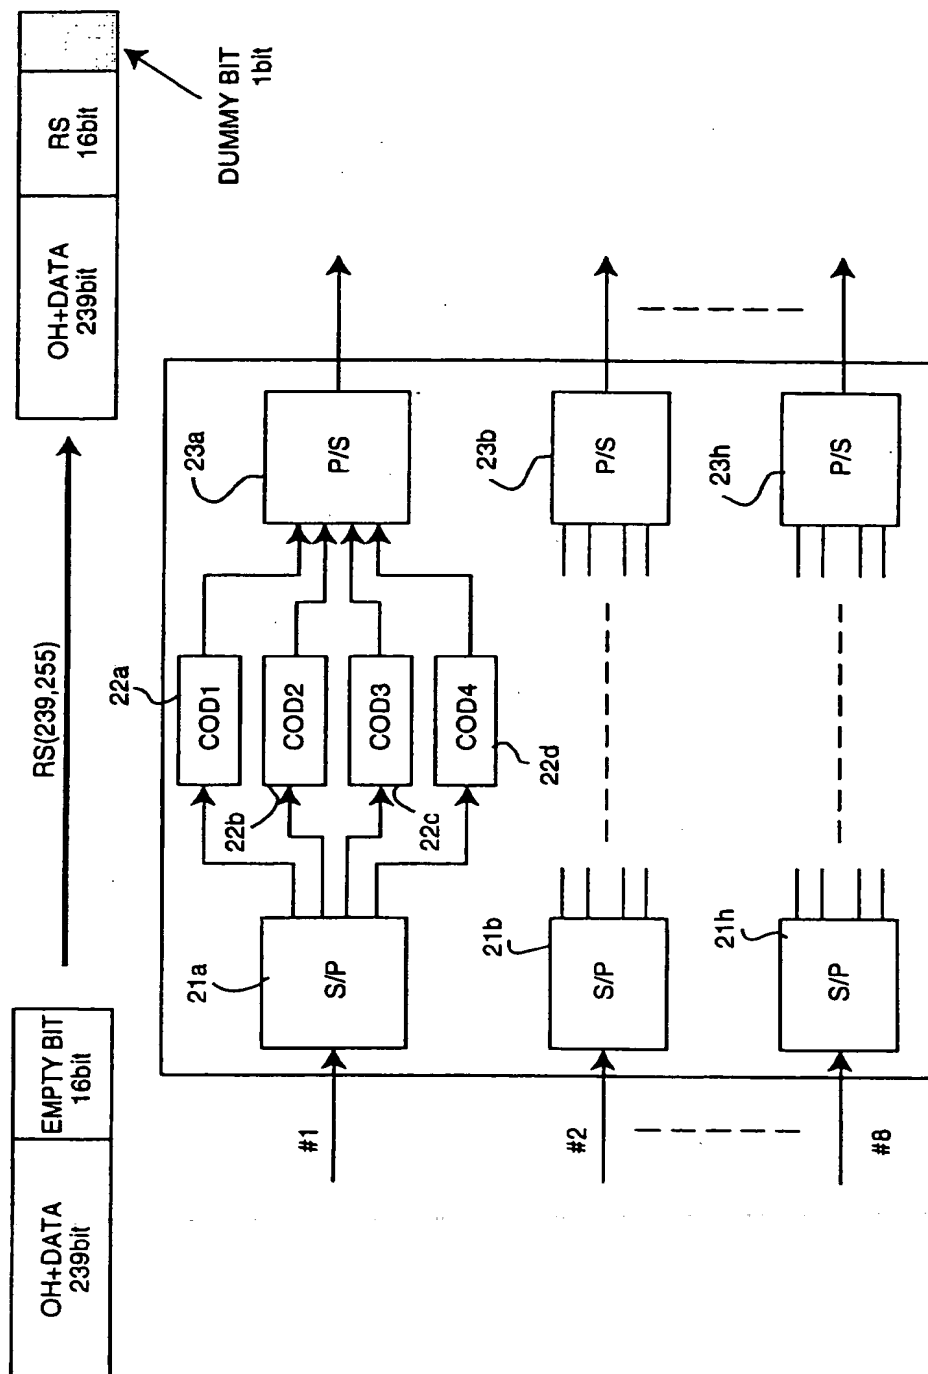 OH+DATA
239bit
EMPTY BIT
16bit
RS(239,255)
OH+DATA
239bit
RS
16bit
DUMMY BIT
1bit
#1
21a
S/P
22a
COD1
22b
COD2
22c
COD3
22d
COD4
23a
P/S
#2
21b
S/P
23b
P/S
#8
21h
S/P
23h
P/S